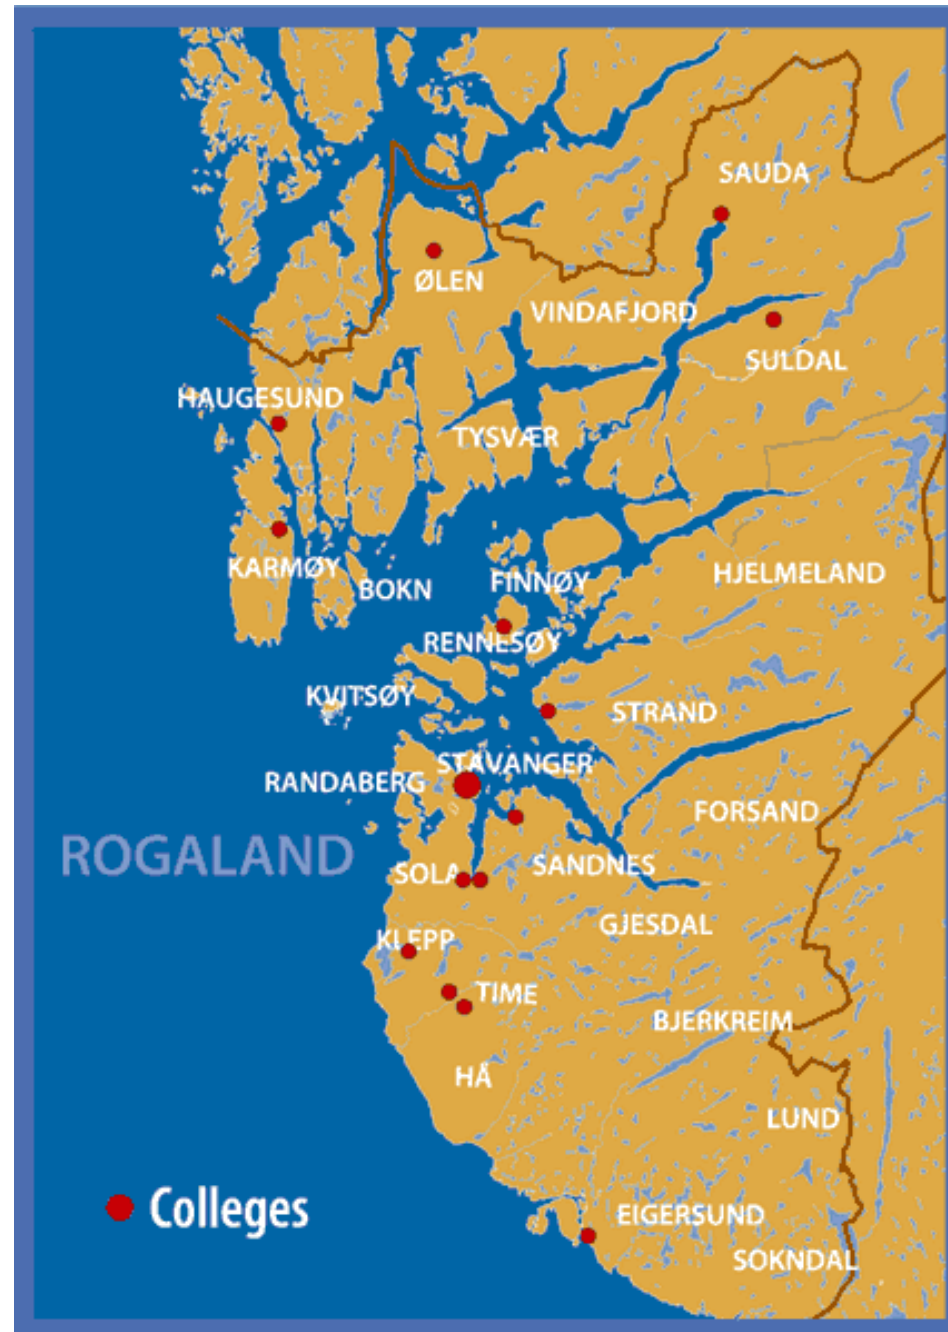 SAUDA
ØLEN
VINDAFJORD
SULDAL
HAUGESUND
TYSVÆR
KARMØY
BOKN
FINNØY
HJELMELAND
RENNESØY
KVITSØY
STRAND
STAVANGER
RANDABERG
FORSAND
ROGALAND
SOLA
SANDNES
GJESDAL
KLEPP
TIME
BJERKREIM
HÅ
LUND
Colleges
EIGERSUND
SOKNDAL